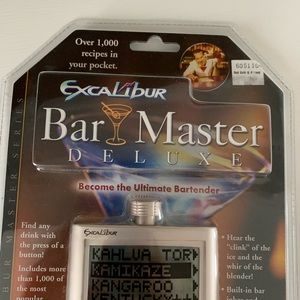 Over 1,000
recipes in
your pocket.
EXCALIBUR
Bar Master
DELUXE
Become the Ultimate Bartender
EXCALIBUR
Find any
drink with
the press of a
button!
Includes more
than 1,000 of
the most
Hear the
"clink" of the
ice and the
whir of the
blender!
Built-in bar
KAHLUA TOR
KAMIKAZE
KANGAROO
KENTUCKY
MASTER SERIES